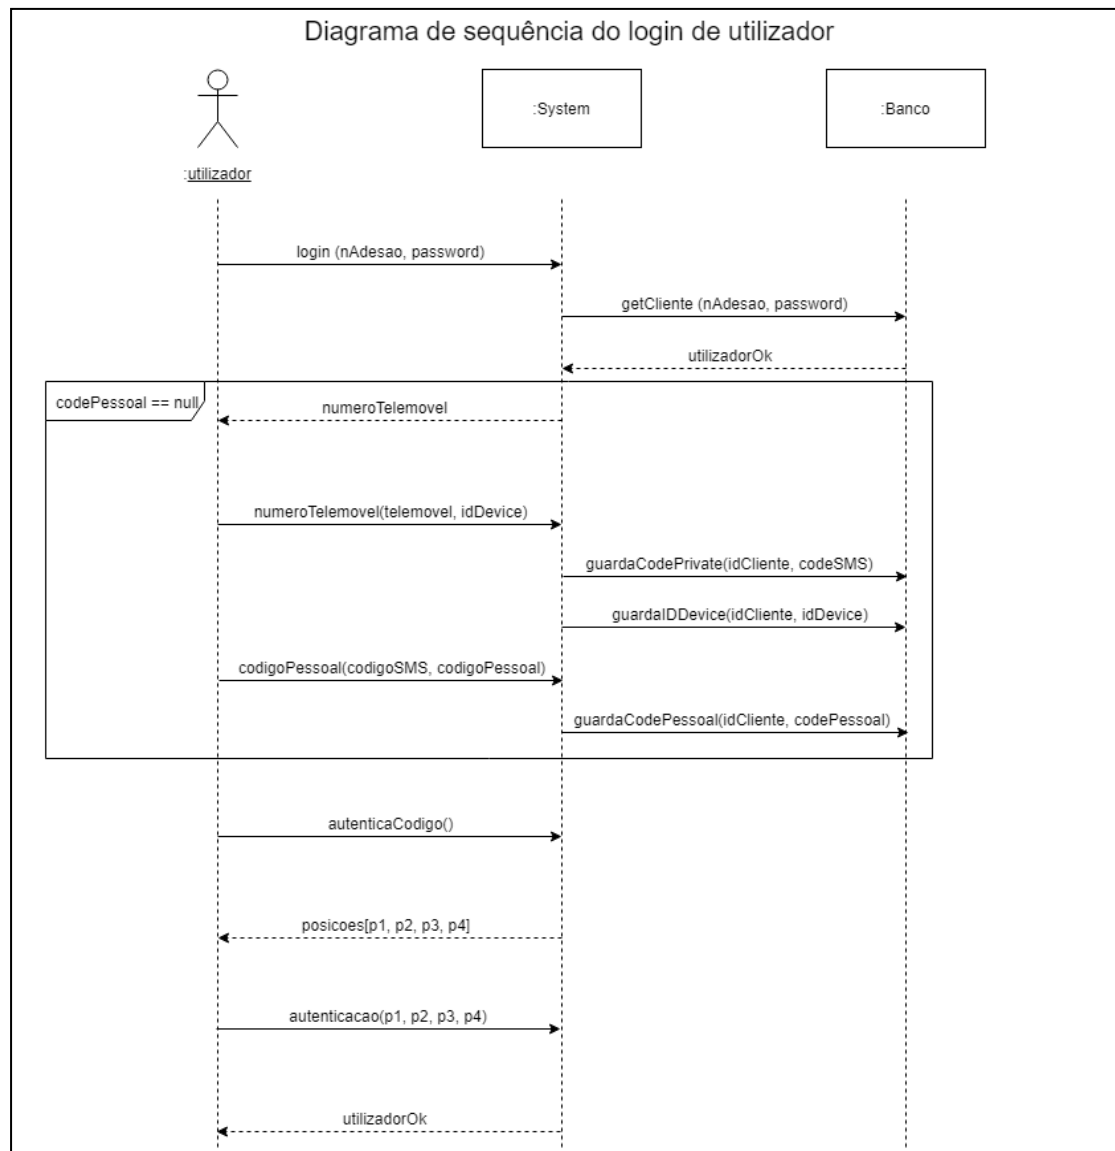 Diagrama de sequência do login de utilizador
:System
:Banco
:utilizador
login (nAdesao, password)
getCliente (nAdesao, password)
utilizadorOk
codePessoal == null
numeroTelemovel
numeroTelemovel(telemovel, idDevice)
guardaCodePrivate(idCliente, codeSMS)
guardaIDDevice(idCliente, idDevice)
codigoPessoal(codigoSMS, codigoPessoal)
guardaCodePessoal(idCliente, codePessoal)
autenticaCodigo()
posicoes[p1, p2, p3, p4]
autenticacao(p1, p2, p3, p4)
utilizadorOk